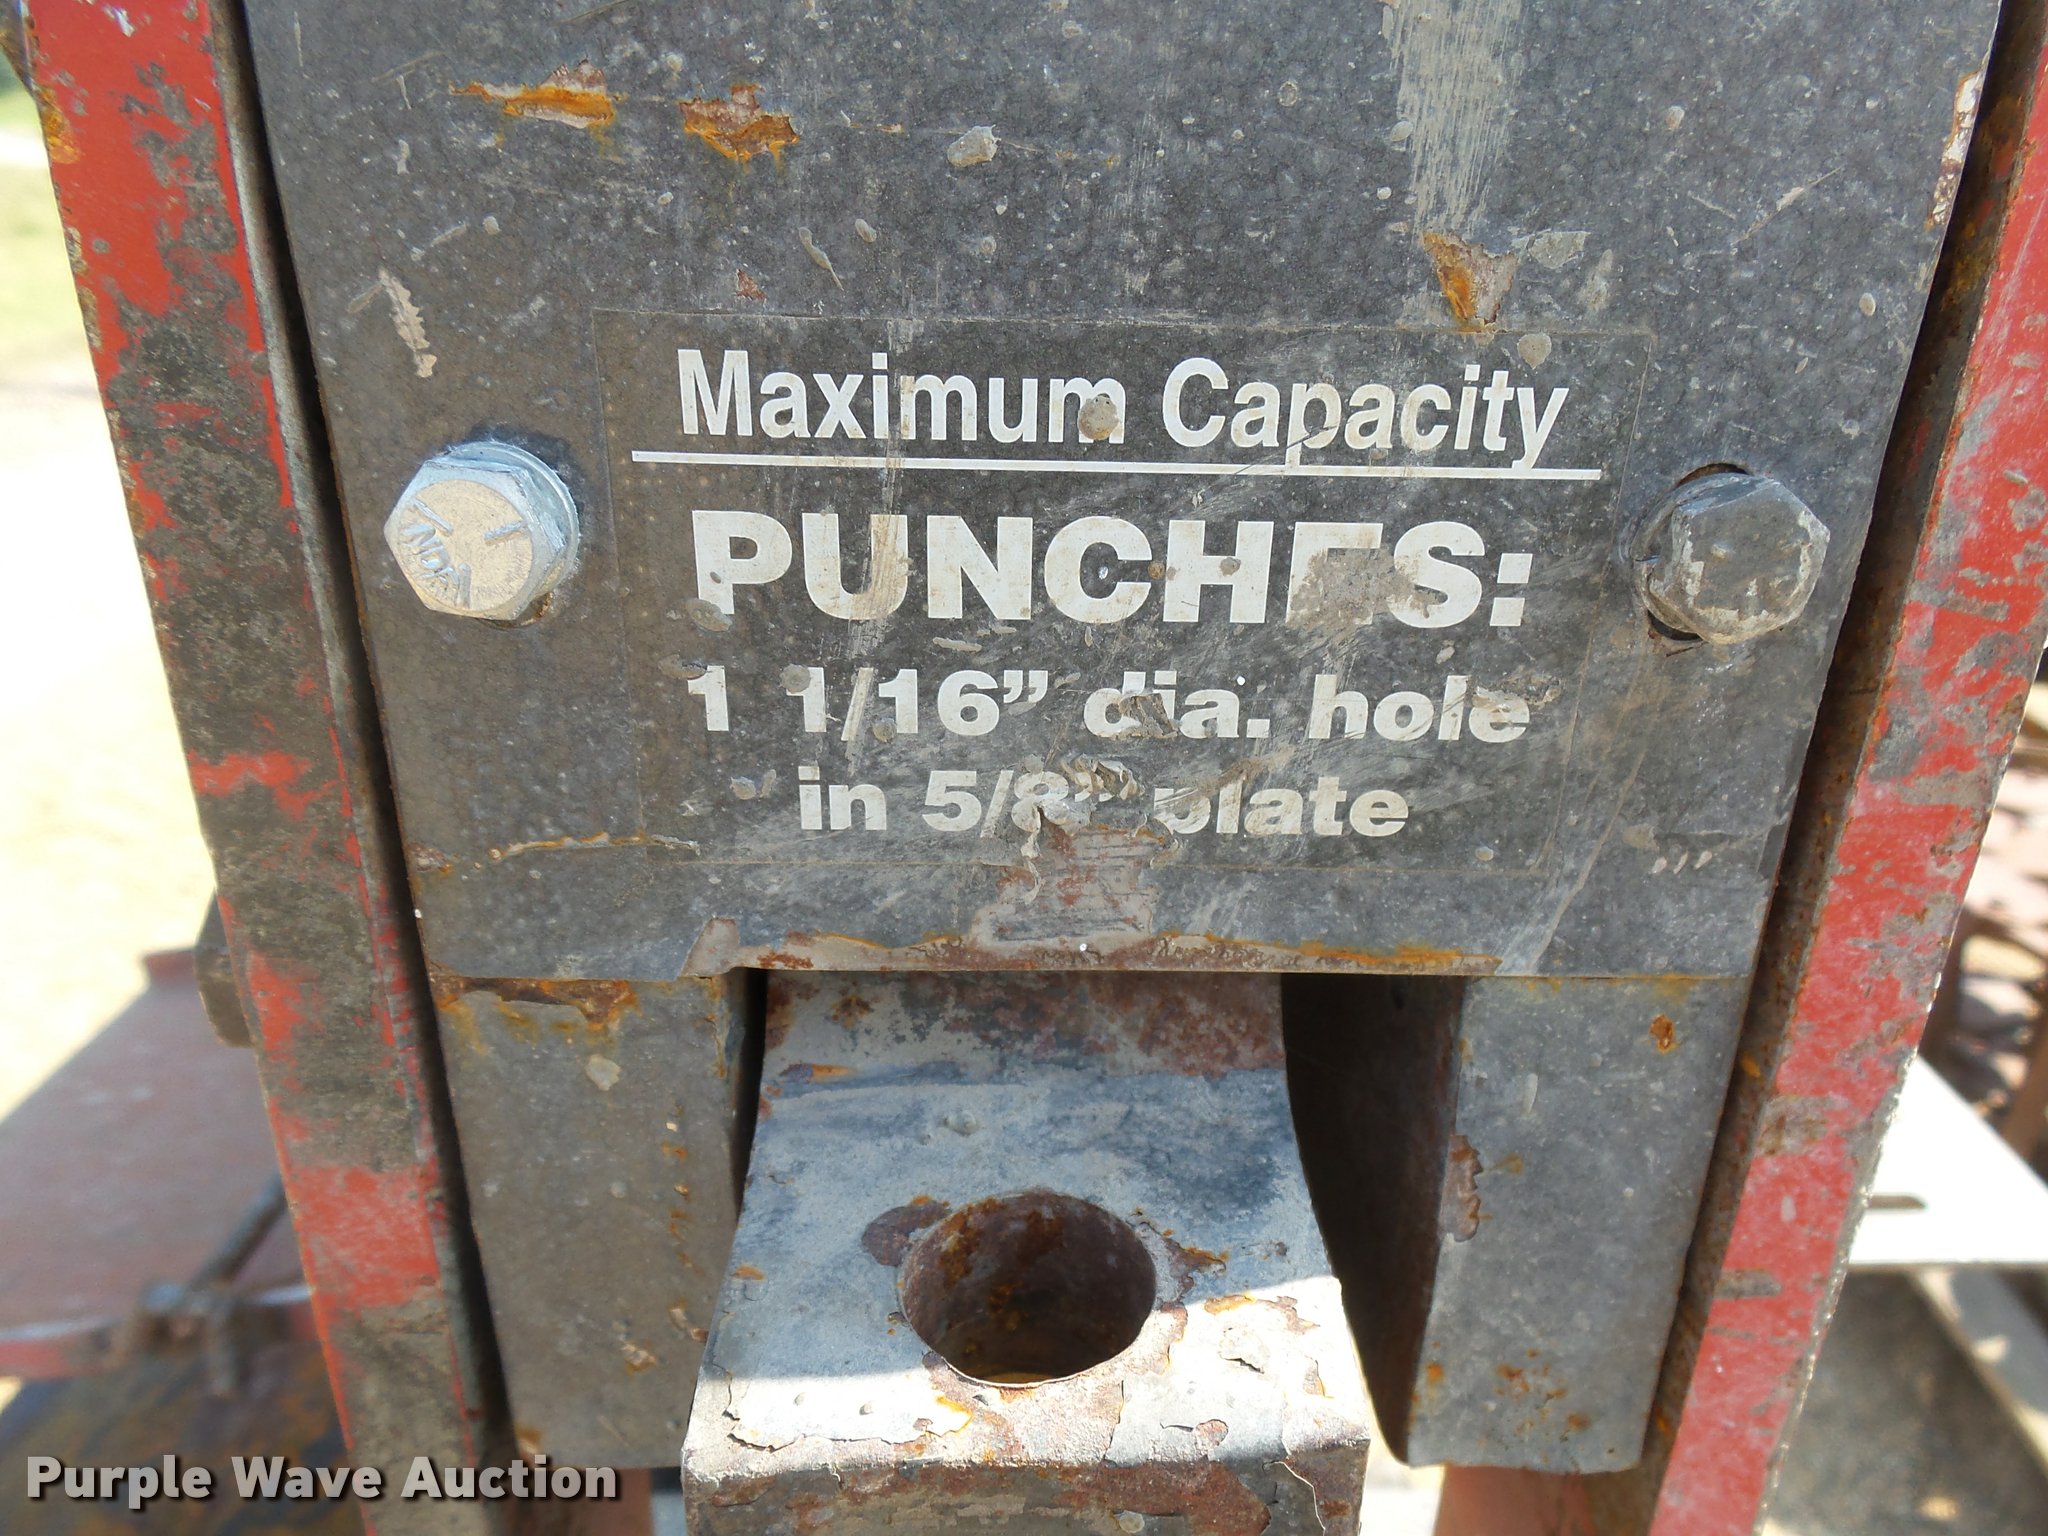 Maximum Capacity
PUNCHES:
1 1/16” dia. hole
in 5/8” plate
Purple Wave Auction